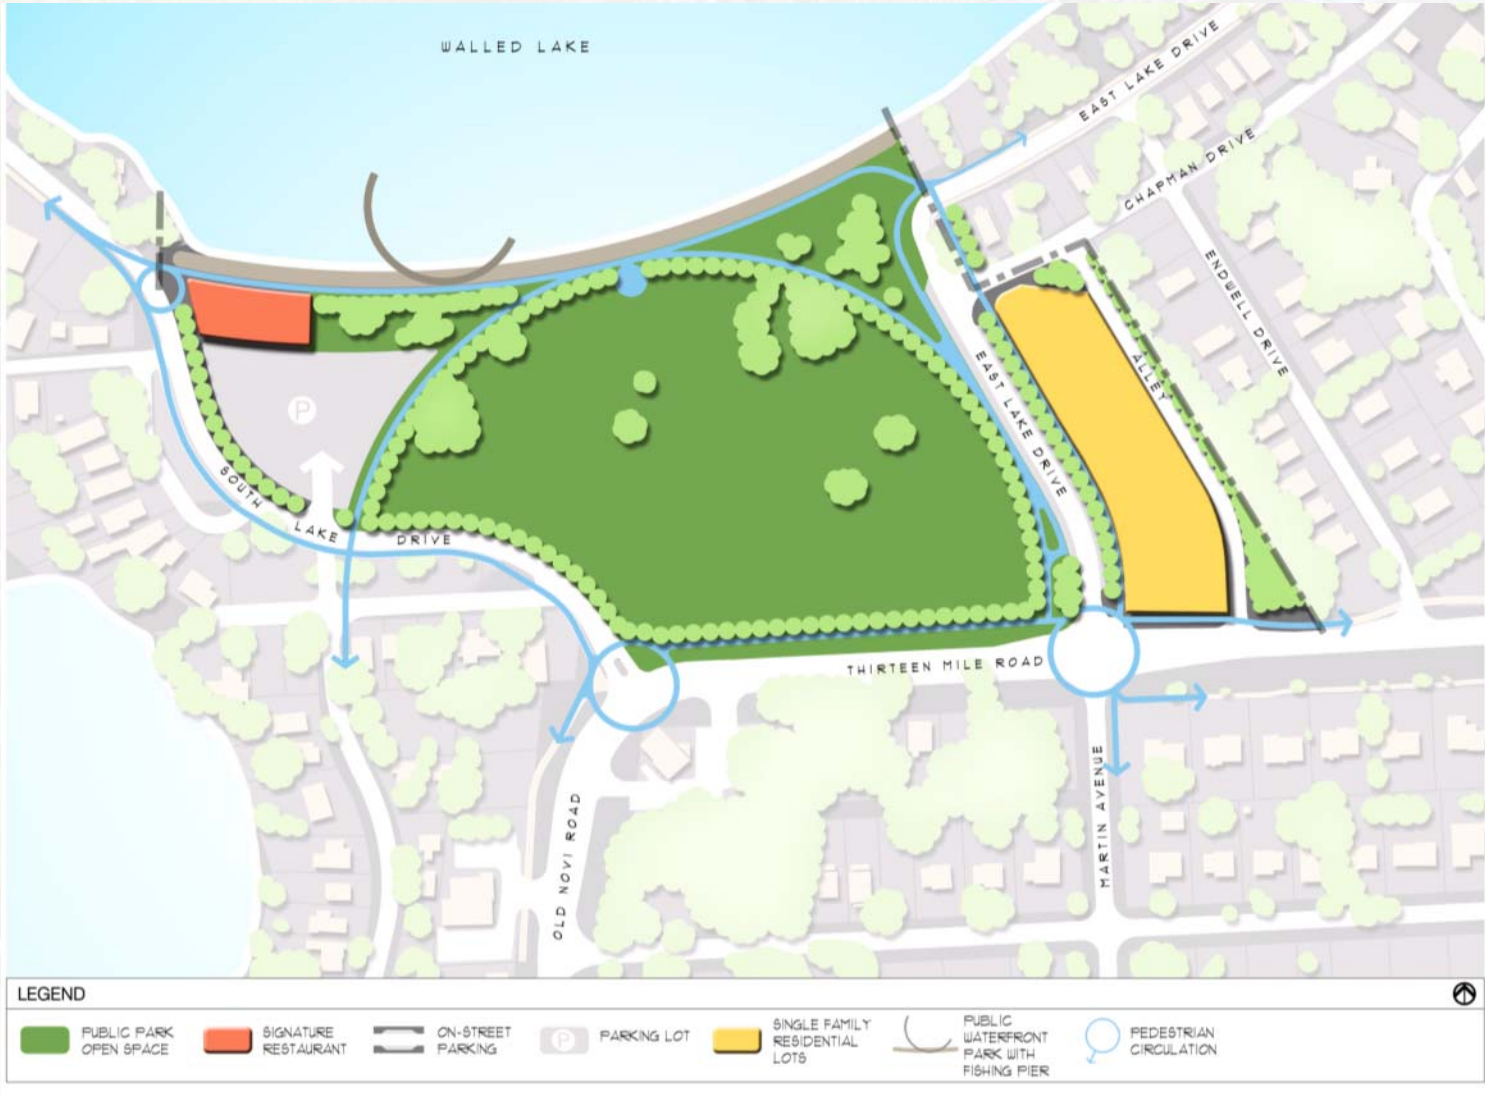 WALLED LAKE
EAST LAKE DRIVE
CHAPMAN DRIVE
ENDWELL DRIVE
ALLEY
EAST LAKE DRIVE
P
SOUTH LAKE DRIVE
THIRTEEN MILE ROAD
MARTIN AVENUE
OLD NOVI ROAD
LEGEND
PUBLIC PARK
OPEN SPACE
SIGNATURE
RESTAURANT
ON-STREET
PARKING
P
PARKING LOT
SINGLE FAMILY
RESIDENTIAL
LOTS
PUBLIC
WATERFRONT
PARK WITH
FISHING PIER
PEDESTRIAN
CIRCULATION